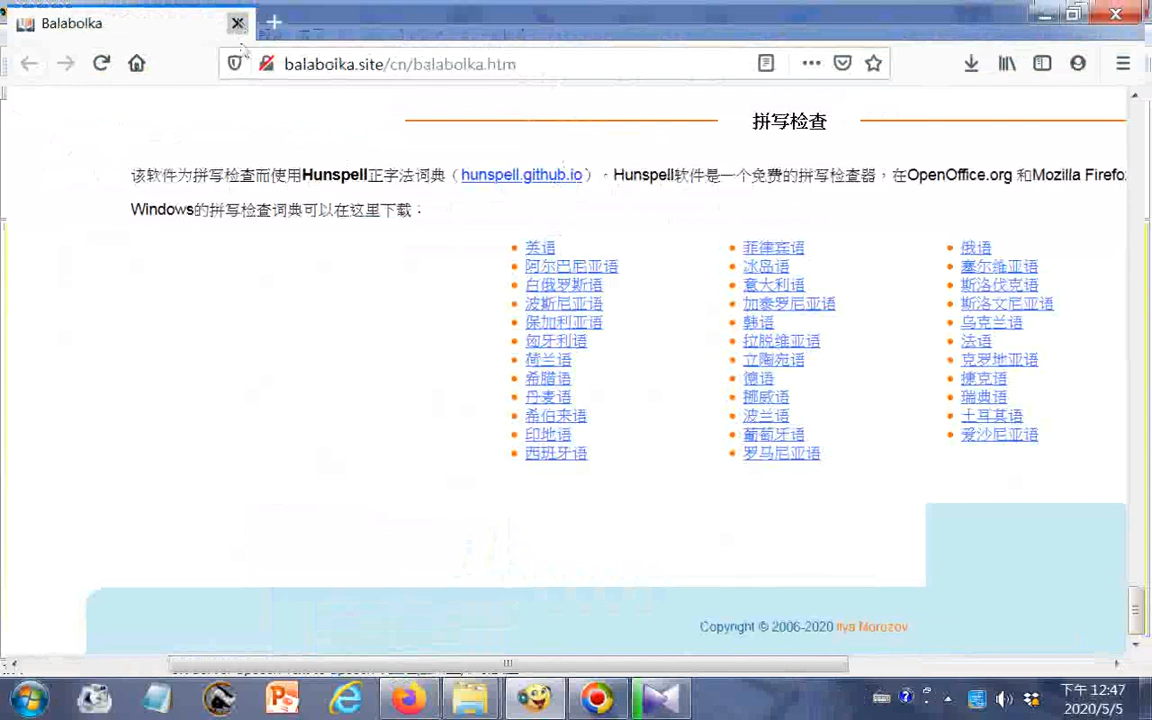 Balabolka
balabolka.site/cn/balabolka.htm
拼写检查
该软件为拼写检查而使用Hunspell正字法词典（hunspell.github.io）。Hunspell软件是一个免费的拼写检查器，在OpenOffice.org 和Mozilla Firefo
Windows的拼写检查词典可以在这里下载：
英语 菲律宾语 俄语
阿尔巴尼亚语 冰岛语 塞尔维亚语
白俄罗斯语 意大利语 斯洛伐克语
波斯尼亚语 加泰罗尼亚语 斯洛文尼亚语
保加利亚语 韩语 乌克兰语
匈牙利语 拉脱维亚语 法语
荷兰语 立陶宛语 克罗地亚语
希腊语 德语 捷克语
丹麦语 挪威语 瑞典语
希伯来语 波兰语 土耳其语
印地语 葡萄牙语 爱沙尼亚语
西班牙语 罗马尼亚语
Copyright © 2006-2020 Ilya Morozov
下午 12:47
2020/5/5